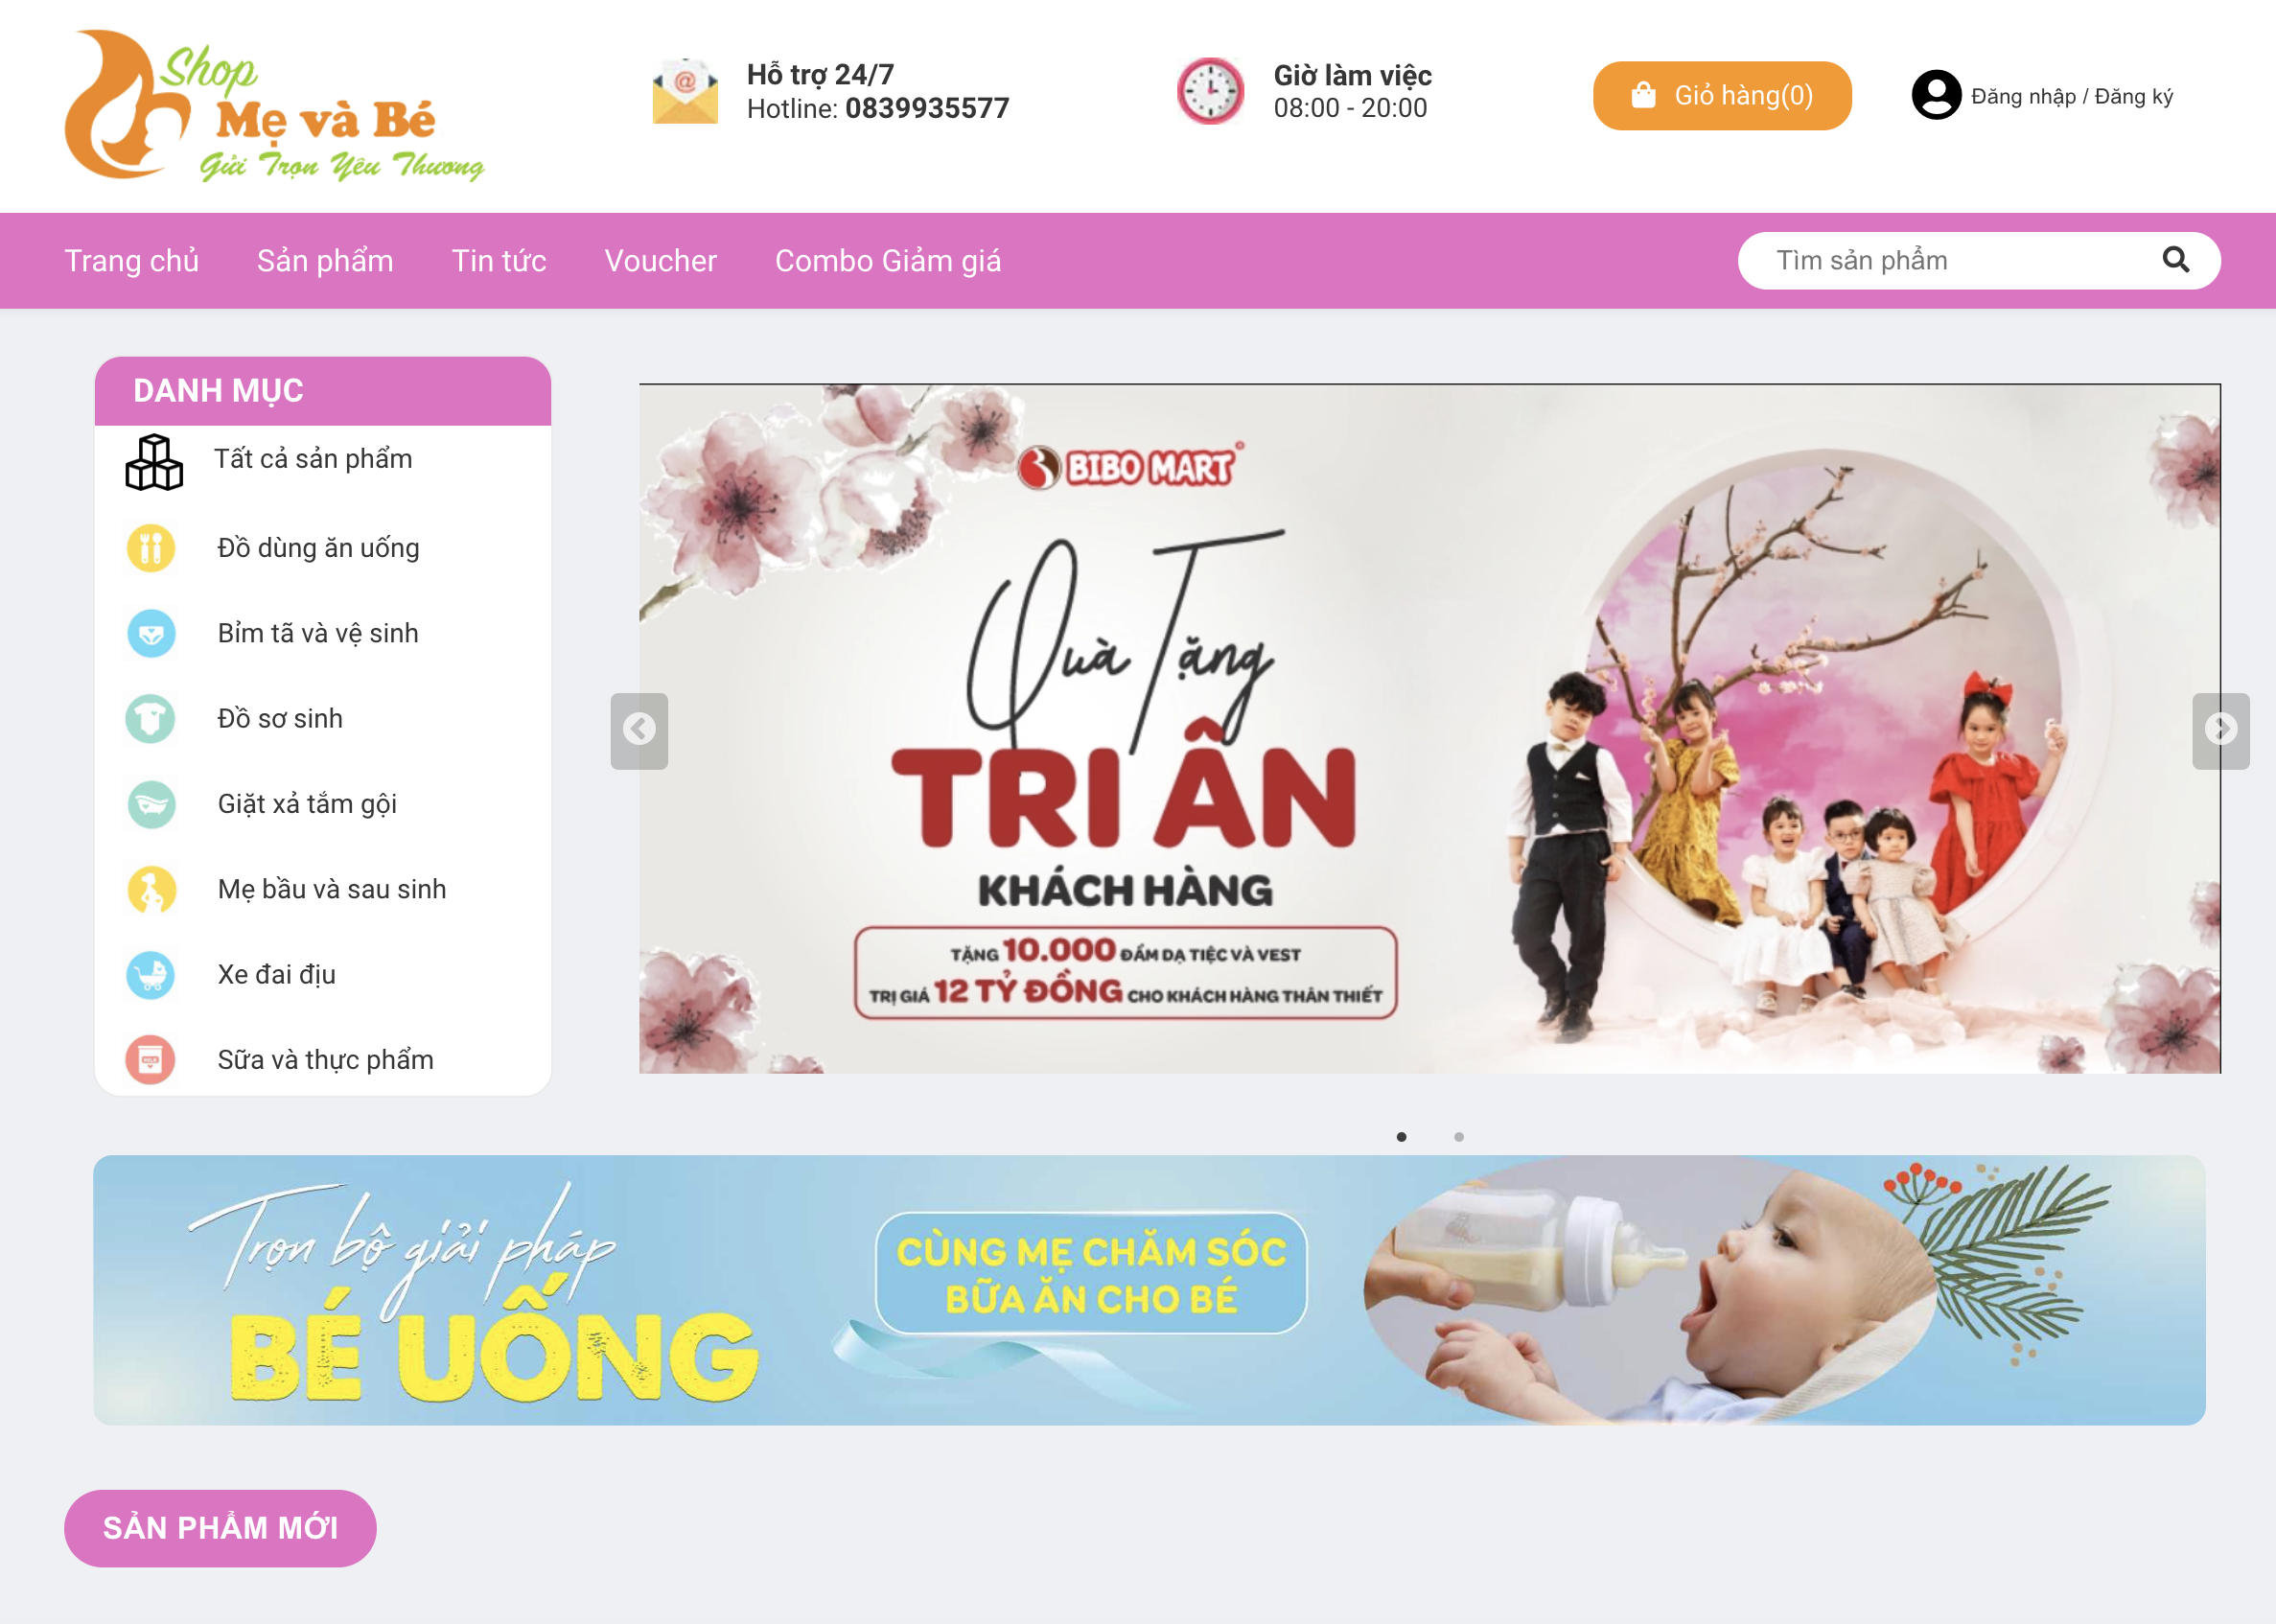 Shop
Mẹ và Bé
Gửi Trọn Yêu Thương
Hỗ trợ 24/7
Hotline: 0839935577
Giờ làm việc
08:00 - 20:00
Giỏ hàng(0)
Đăng nhập / Đăng ký
Trang chủ
Sản phẩm
Tin tức
Voucher
Combo Giảm giá
Tìm sản phẩm
DANH MỤC
Tất cả sản phẩm
Đồ dùng ăn uống
Bỉm tã và vệ sinh
Đồ sơ sinh
Giặt xả tắm gội
Mẹ bầu và sau sinh
Xe đai địu
Sữa và thực phẩm
BIBO MART
Quà Tặng
TRI ÂN
KHÁCH HÀNG
TẶNG 10.000 ĐẦM DẠ TIỆC VÀ VEST
TRỊ GIÁ 12 TỶ ĐỒNG CHO KHÁCH HÀNG THÂN THIẾT
Trọn bộ giải pháp
BÉ UỐNG
CÙNG MẸ CHĂM SÓC
BỮA ĂN CHO BÉ
SẢN PHẨM MỚI